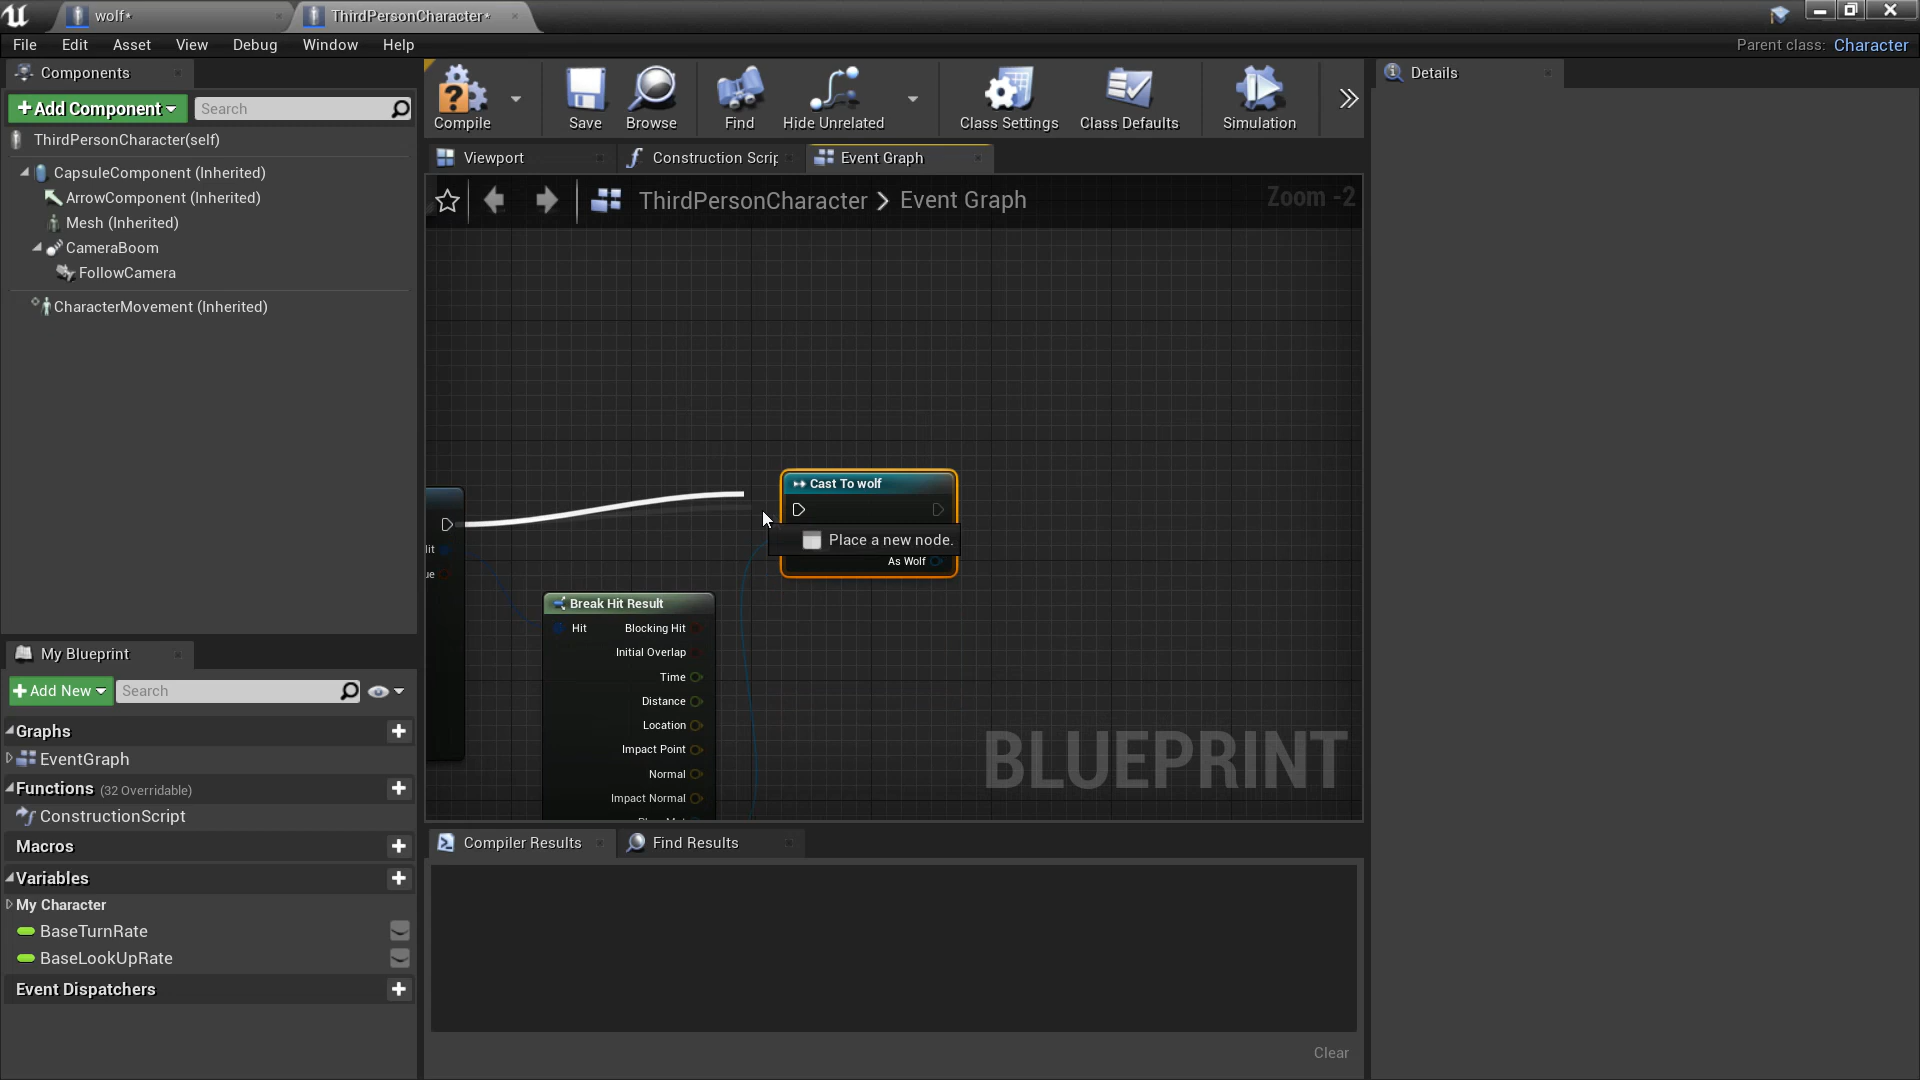 wolf*
ThirdPersonCharacter*
File Edit Asset View Debug Window Help
Parent class: Character
Components
Add Component
Search
ThirdPersonCharacter(self)
CapsuleComponent (Inherited)
ArrowComponent (Inherited)
Mesh (Inherited)
CameraBoom
FollowCamera
CharacterMovement (Inherited)
Compile
Save
Browse
Find
Hide Unrelated
Class Settings
Class Defaults
Simulation
Details
Viewport
Construction Scrip
Event Graph
ThirdPersonCharacter > Event Graph
Zoom -2
Cast To wolf
Place a new node.
As Wolf
Break Hit Result
Hit
Blocking Hit
Initial Overlap
Time
Distance
Location
Impact Point
Normal
Impact Normal
BLUEPRINT
My Blueprint
Add New
Search
Graphs
EventGraph
Functions (32 Overridable)
ConstructionScript
Macros
Variables
My Character
BaseTurnRate
BaseLookUpRate
Event Dispatchers
Compiler Results
Find Results
Clear